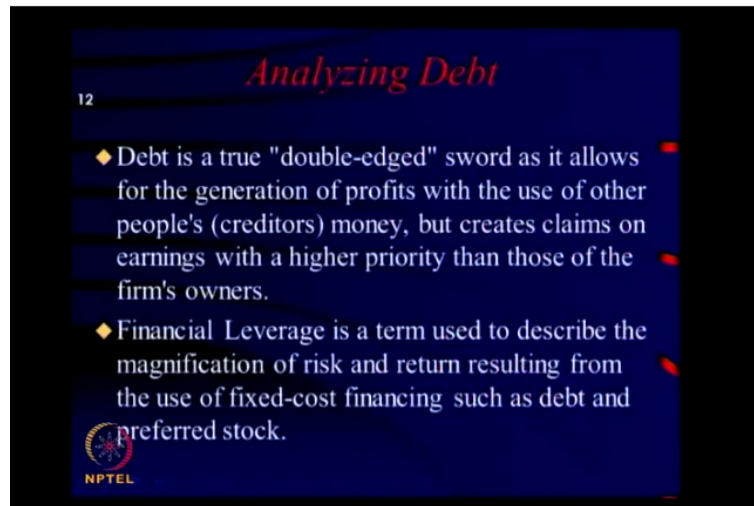 Analyzing Debt
12
Debt is a true "double-edged" sword as it allows
for the generation of profits with the use of other
people's (creditors) money, but creates claims on
earnings with a higher priority than those of the
firm's owners.
Financial Leverage is a term used to describe the
magnification of risk and return resulting from
the use of fixed-cost financing such as debt and
preferred stock.
NPTEL